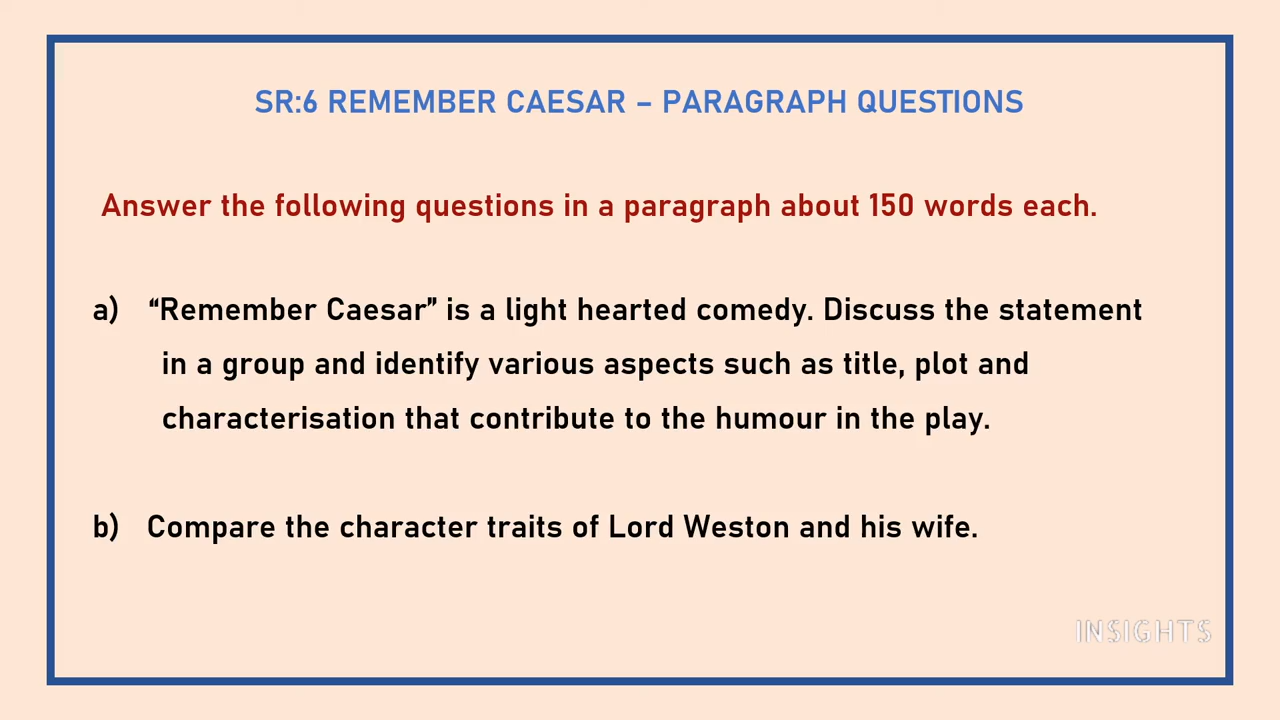 SR:6 REMEMBER CAESAR – PARAGRAPH QUESTIONS
Answer the following questions in a paragraph about 150 words each.
a) “Remember Caesar” is a light hearted comedy. Discuss the statement
in a group and identify various aspects such as title, plot and
characterisation that contribute to the humour in the play.
b) Compare the character traits of Lord Weston and his wife.
INSIGHTS